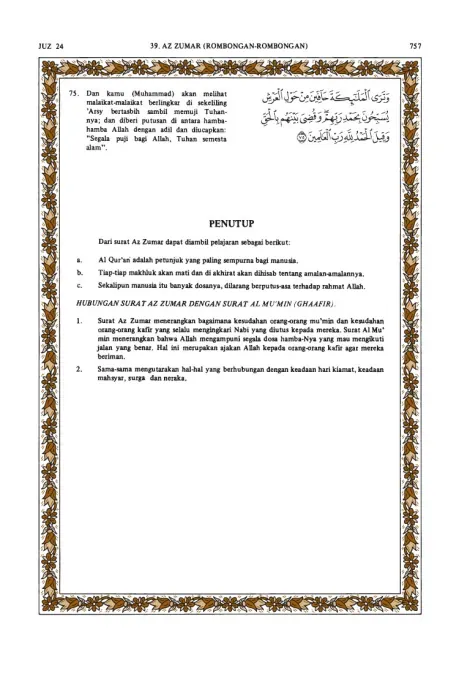 JUZ 24 39. AZ ZUMAR (ROMBONGAN-ROMBONGAN) 757
75. Dan kamu (Muhammad) akan melihat
malaikat-malaikat berlingkar di sekeliling
'Arsy bertasbih sambil memuji Tuhan-
nya; dan diberi putusan di antara hamba-
hamba Allah dengan adil dan diucapkan:
"Segala puji bagi Allah, Tuhan semesta
alam".
وَتَرَى الْمَلَٰٓئِكَةَ حَآفِّينَ مِنْ حَوْلِ الْعَرْشِ
يُسَبِّحُونَ بِحَمْدِ رَبِّهِمْ وَقُضِيَ بَيْنَهُم بِالْحَقِّ
وَقِيلَ الْحَمْدُ لِلَّهِ رَبِّ الْعَالَمِينَ ﴿٧٥﴾
PENUTUP
Dari surat Az Zumar dapat diambil pelajaran sebagai berikut:
a. Al Qur'an adalah petunjuk yang paling sempurna bagi manusia.
b. Tiap-tiap makhluk akan mati dan di akhirat akan dihisab tentang amalan-amalannya.
c. Sekalipun manusia itu banyak dosanya, dilarang berputus-asa terhadap rahmat Allah.
HUBUNGAN SURAT AZ ZUMAR DENGAN SURAT AL MU'MIN (GHAAFIR).
1. Surat Az Zumar menerangkan bagaimana kesudahan orang-orang mu'min dan kesudahan
orang-orang kafir yang selalu mengingkari Nabi yang diutus kepada mereka. Surat Al Mu'
min menerangkan bahwa Allah mengampuni segala dosa hamba-Nya yang mau mengikuti
jalan yang benar. Hal ini merupakan ajakan Allah kepada orang-orang kafir agar mereka
beriman.
2. Sama-sama mengutarakan hal-hal yang berhubungan dengan keadaan hari kiamat, keadaan
mahsyar, surga dan neraka.